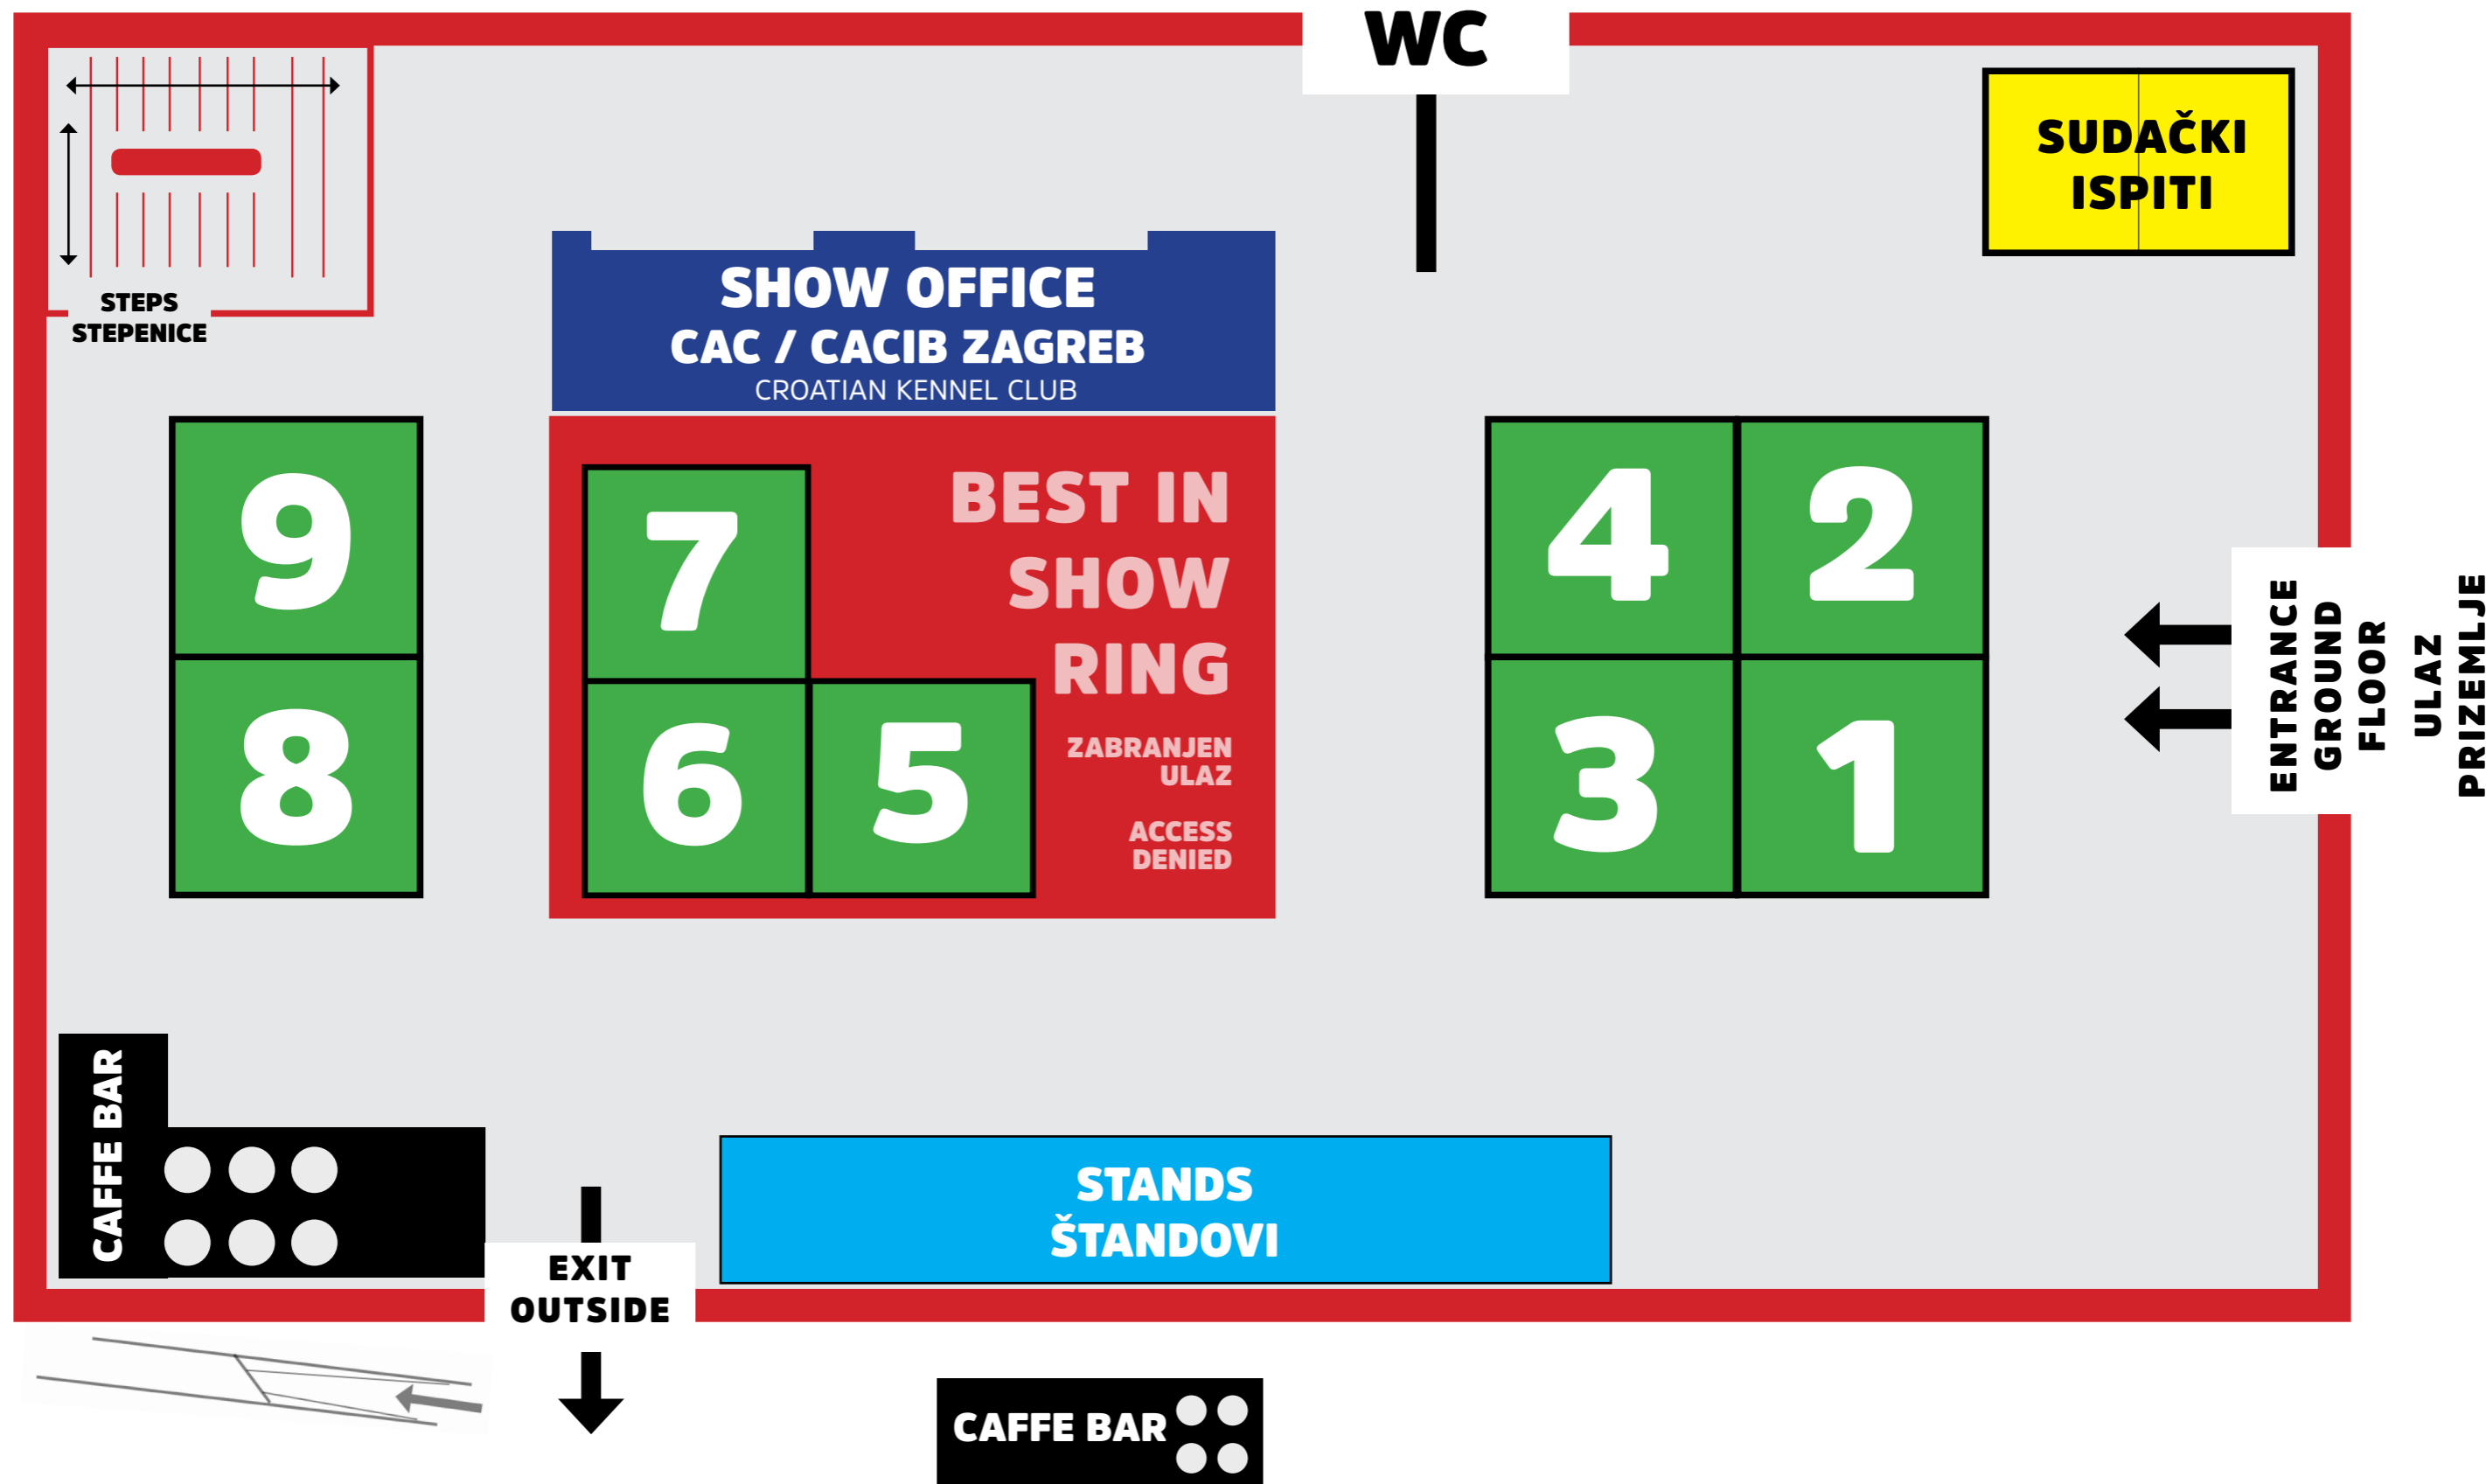 WC
SUDAČKI
ISPITI
STEPS
STEPENICE
SHOW OFFICE
CAC / CACIB ZAGREB
CROATIAN KENNEL CLUB
9
8
7
6
5
BEST IN
SHOW
RING
ZABRANJEN
ULAZ
ACCESS
DENIED
4
2
3
1
ENTRANCE
GROUND
FLOOR
ULAZ
PRIZEMLJE
CAFFE BAR
STANDS
ŠTANDOVI
EXIT
OUTSIDE
CAFFE BAR